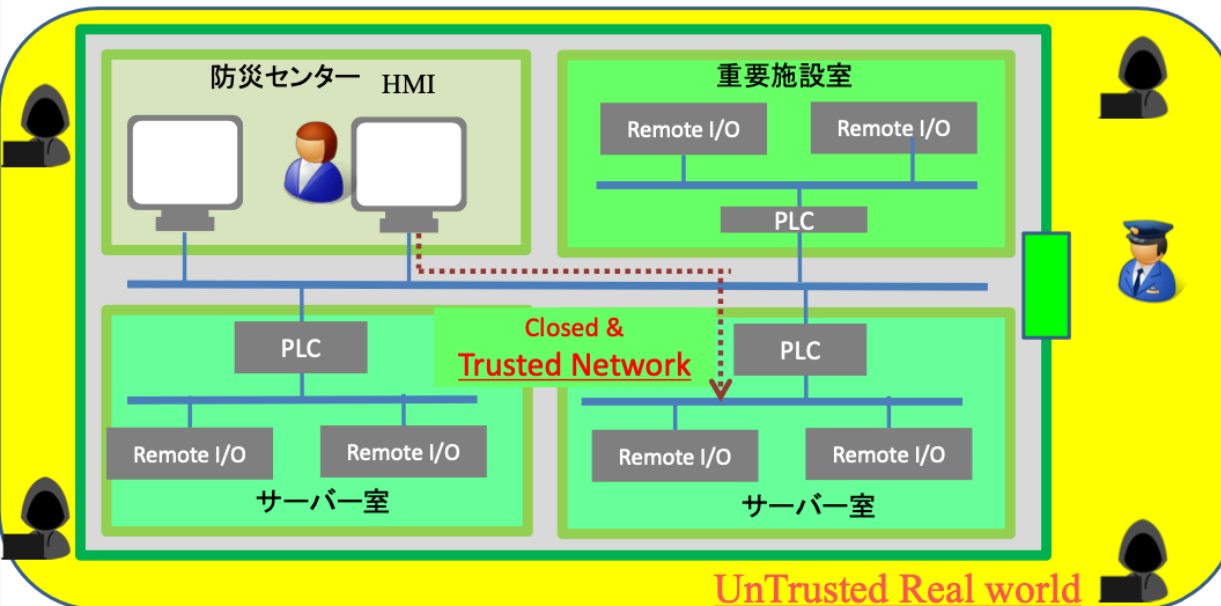 防災センター HMI
重要施設室
Remote I/O
Remote I/O
PLC
PLC
Closed &
Trusted Network
PLC
Remote I/O
Remote I/O
サーバー室
Remote I/O
Remote I/O
サーバー室
UnTrusted Real world